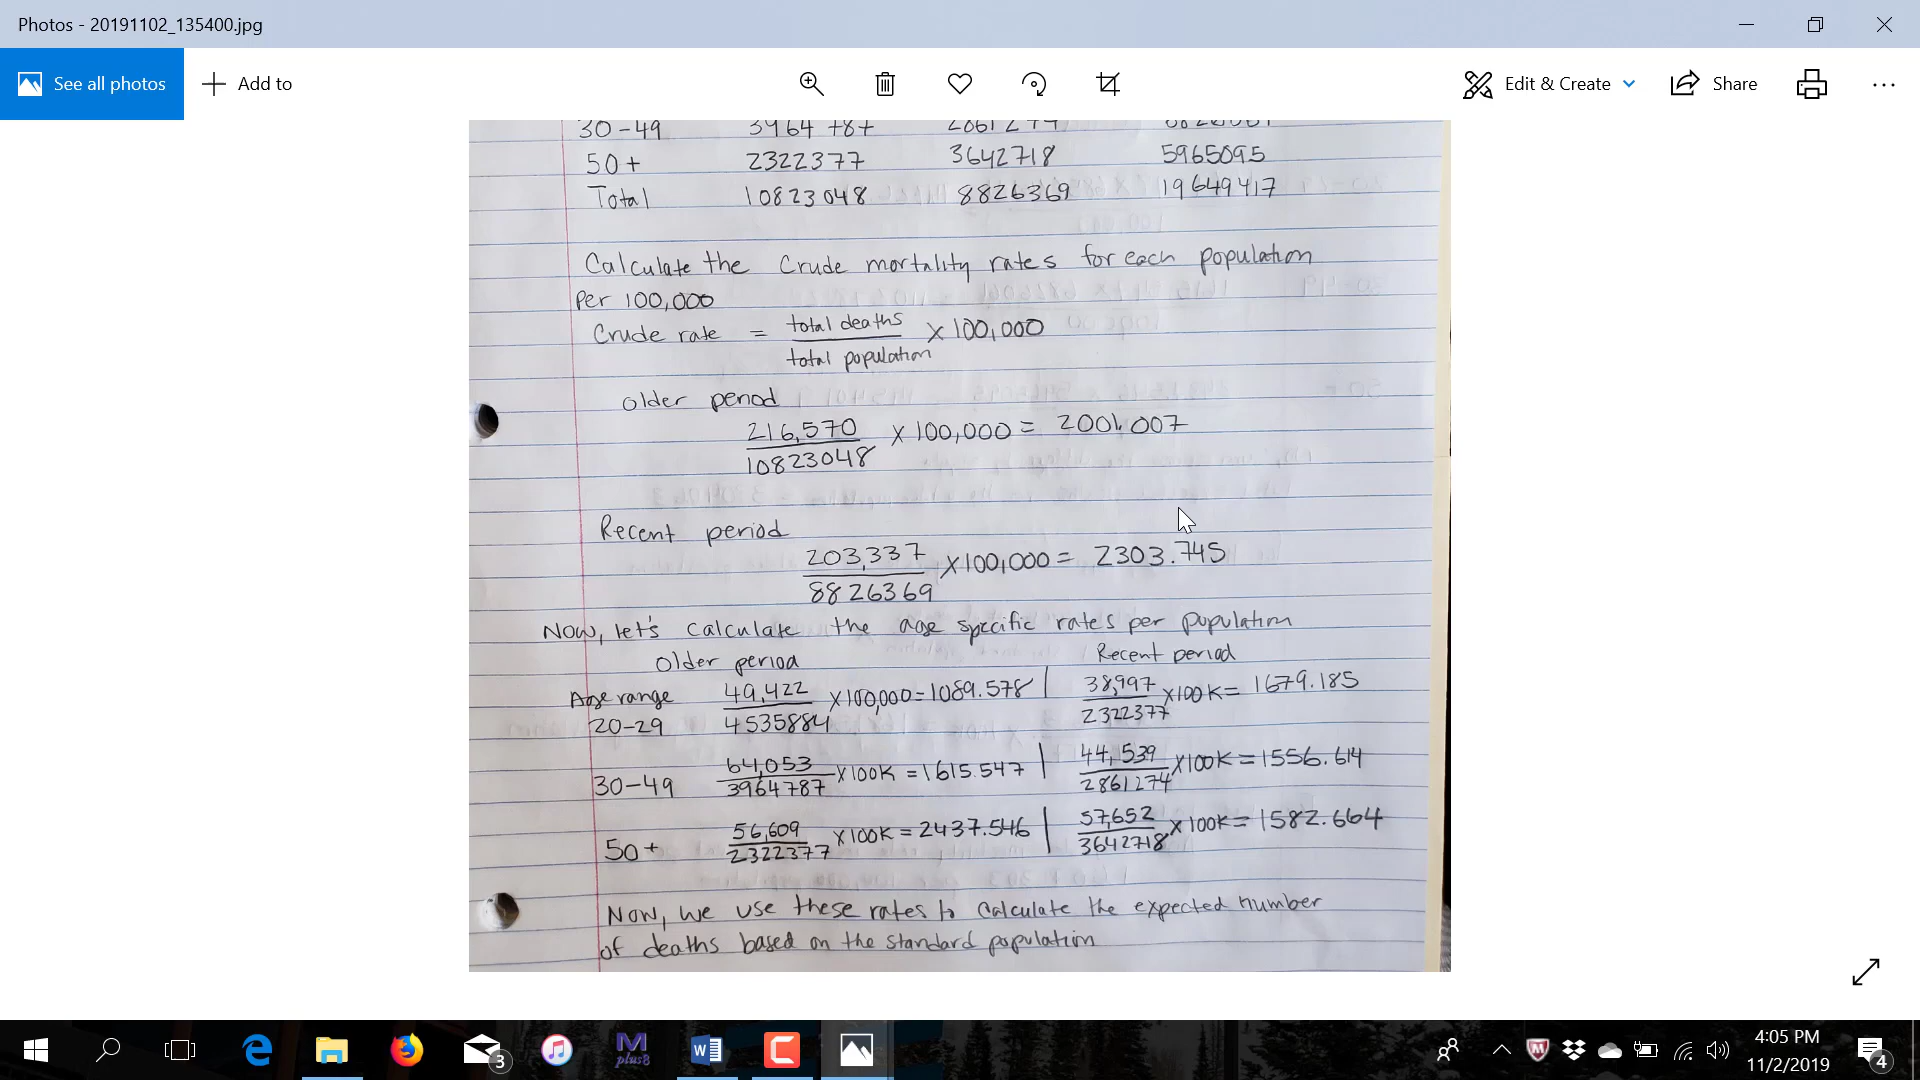 Photos - 20191102_135400.jpg
See all photos Add to Edit & Create Share
30-49 3964787 2861274
50+ 2322377 3642718 5965095
Total 10823048 8826369 19649417
Calculate the crude mortality rates for each population
Per 100,000
Crude rate = total deaths / total population X 100,000
Older period
216,570 / 10823048 X 100,000 = 2001.007
Recent period
203,337 / 8826369 X 100,000 = 2303.745
Now, let's calculate the age specific rates per population
Older period Recent period
Age range 49,422 / 4535884 X 100,000 = 1089.578 | 38,997 / 2322377 X 100K = 1679.185
20-29
30-49 64,053 / 3964787 X 100K = 1615.547 | 44,539 / 2861274 X 100K = 1556.614
50+ 56,609 / 2322377 X 100K = 2437.546 | 57,652 / 3642718 X 100K = 1582.664
Now, we use these rates to calculate the expected number
of deaths based on the standard population
3
M
plus8
4:05 PM
11/2/2019
4